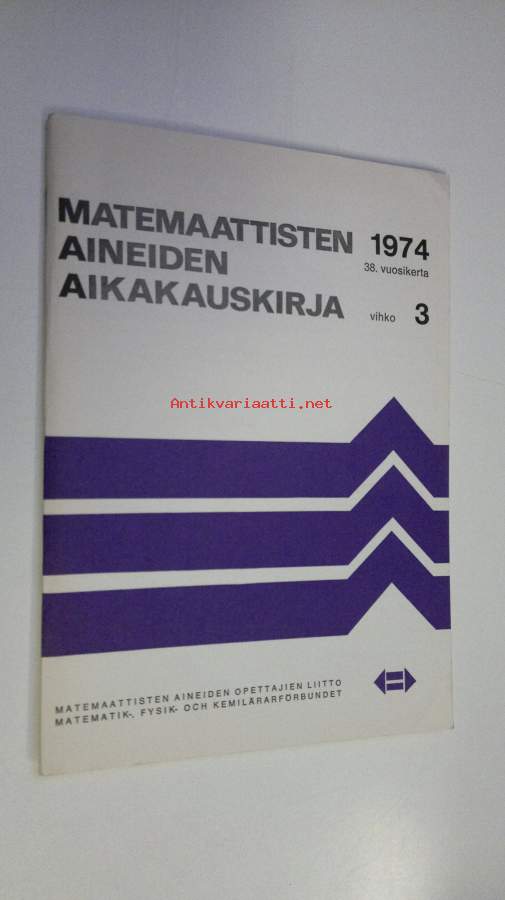 MATEMAATTISTEN 1974
38. vuosikerta
AINEIDEN
AIKAKAUSKIRJA vihko 3
Antikvariaatti.net
MATEMAATTISTEN AINEIDEN OPETTAJIEN LIITTO
MATEMATIK-, FYSIK- OCH KEMILÄRARFÖRBUNDET